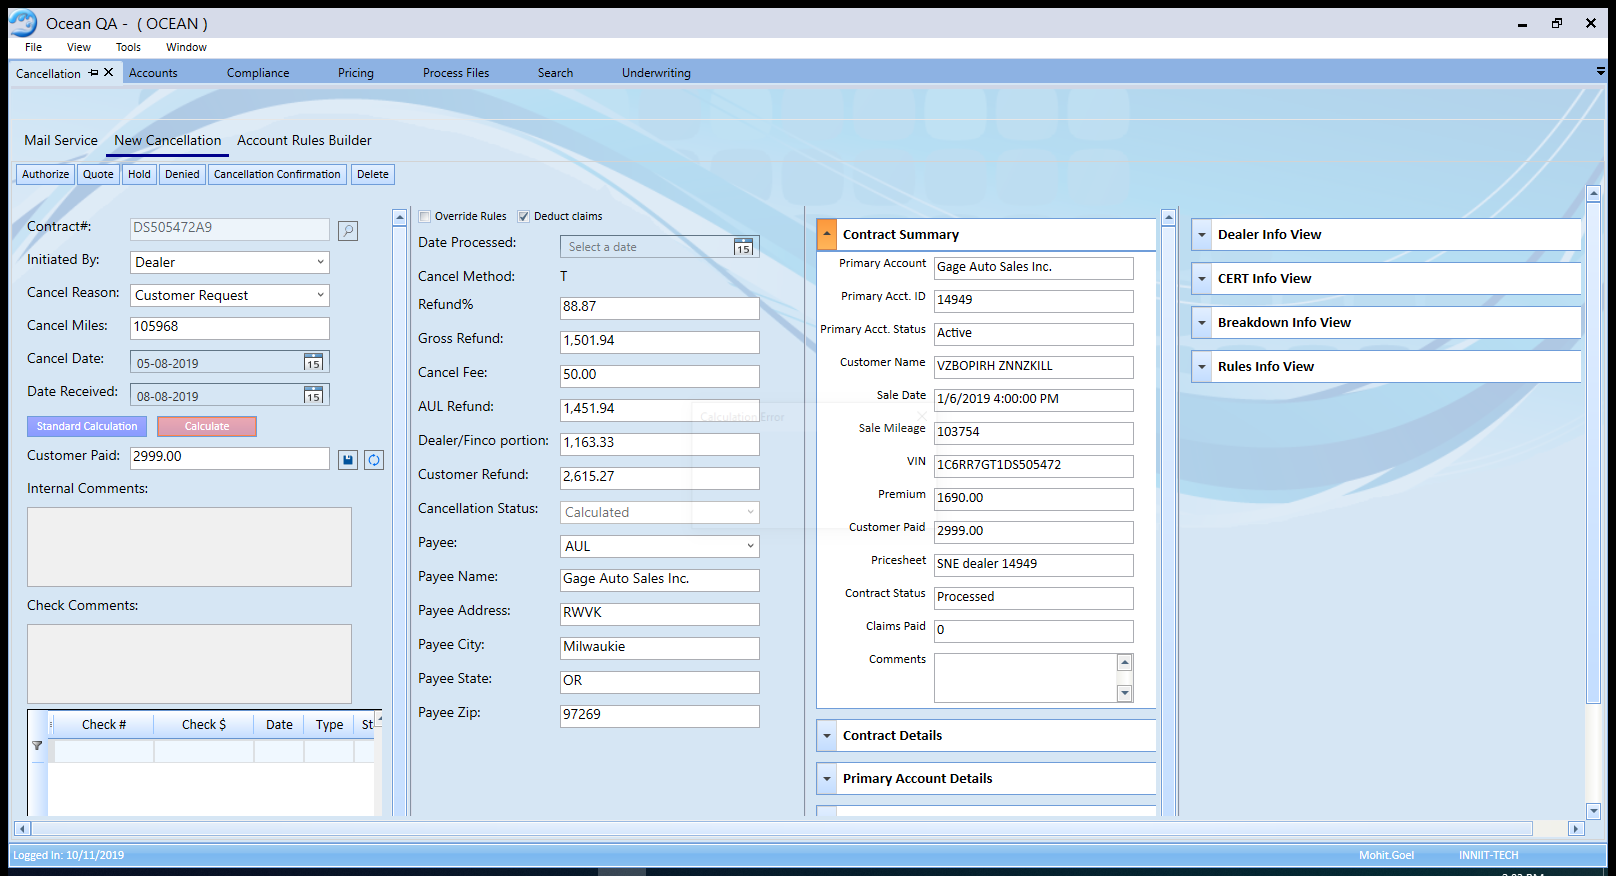 Ocean QA - ( OCEAN )
File View Tools Window
Cancellation Accounts Compliance Pricing Process Files Search Underwriting
Mail Service New Cancellation Account Rules Builder
Authorize Quote Hold Denied Cancellation Confirmation Delete
Contract#: DS505472A9
Initiated By: Dealer
Cancel Reason: Customer Request
Cancel Miles: 105968
Cancel Date: 05-08-2019 15
Date Received: 08-08-2019 15
Standard Calculation Calculate
Customer Paid: 2999.00
Internal Comments:
Check Comments:
Check # Check $ Date Type St
Override Rules Deduct claims
Date Processed: Select a date 15
Cancel Method: T
Refund% 88.87
Gross Refund: 1,501.94
Cancel Fee: 50.00
AUL Refund: 1,451.94
Dealer/Finco portion: 1,163.33
Customer Refund: 2,615.27
Cancellation Status: Calculated
Payee: AUL
Payee Name: Gage Auto Sales Inc.
Payee Address: RWVK
Payee City: Milwaukie
Payee State: OR
Payee Zip: 97269
Calculation Error
Contract Summary
Primary Account Gage Auto Sales Inc.
Primary Acct. ID 14949
Primary Acct. Status Active
Customer Name VZBOPIRH ZNNZKILL
Sale Date 1/6/2019 4:00:00 PM
Sale Mileage 103754
VIN 1C6RR7GT1DS505472
Premium 1690.00
Customer Paid 2999.00
Pricesheet SNE dealer 14949
Contract Status Processed
Claims Paid 0
Comments
Contract Details
Primary Account Details
Dealer Info View
CERT Info View
Breakdown Info View
Rules Info View
Logged In: 10/11/2019 Mohit.Goel INNIIT-TECH